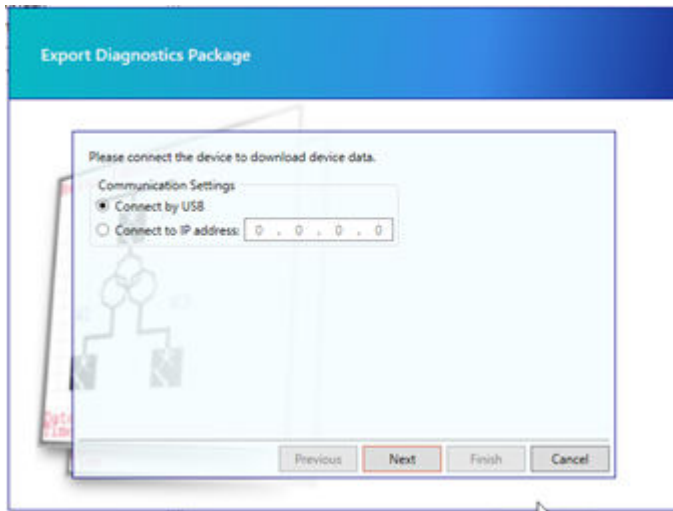 Export Diagnostics Package
Please connect the device to download device data.
Communication Settings
Connect by USB
Connect to IP address: 0 . 0 . 0 . 0
Previous Next Finish Cancel